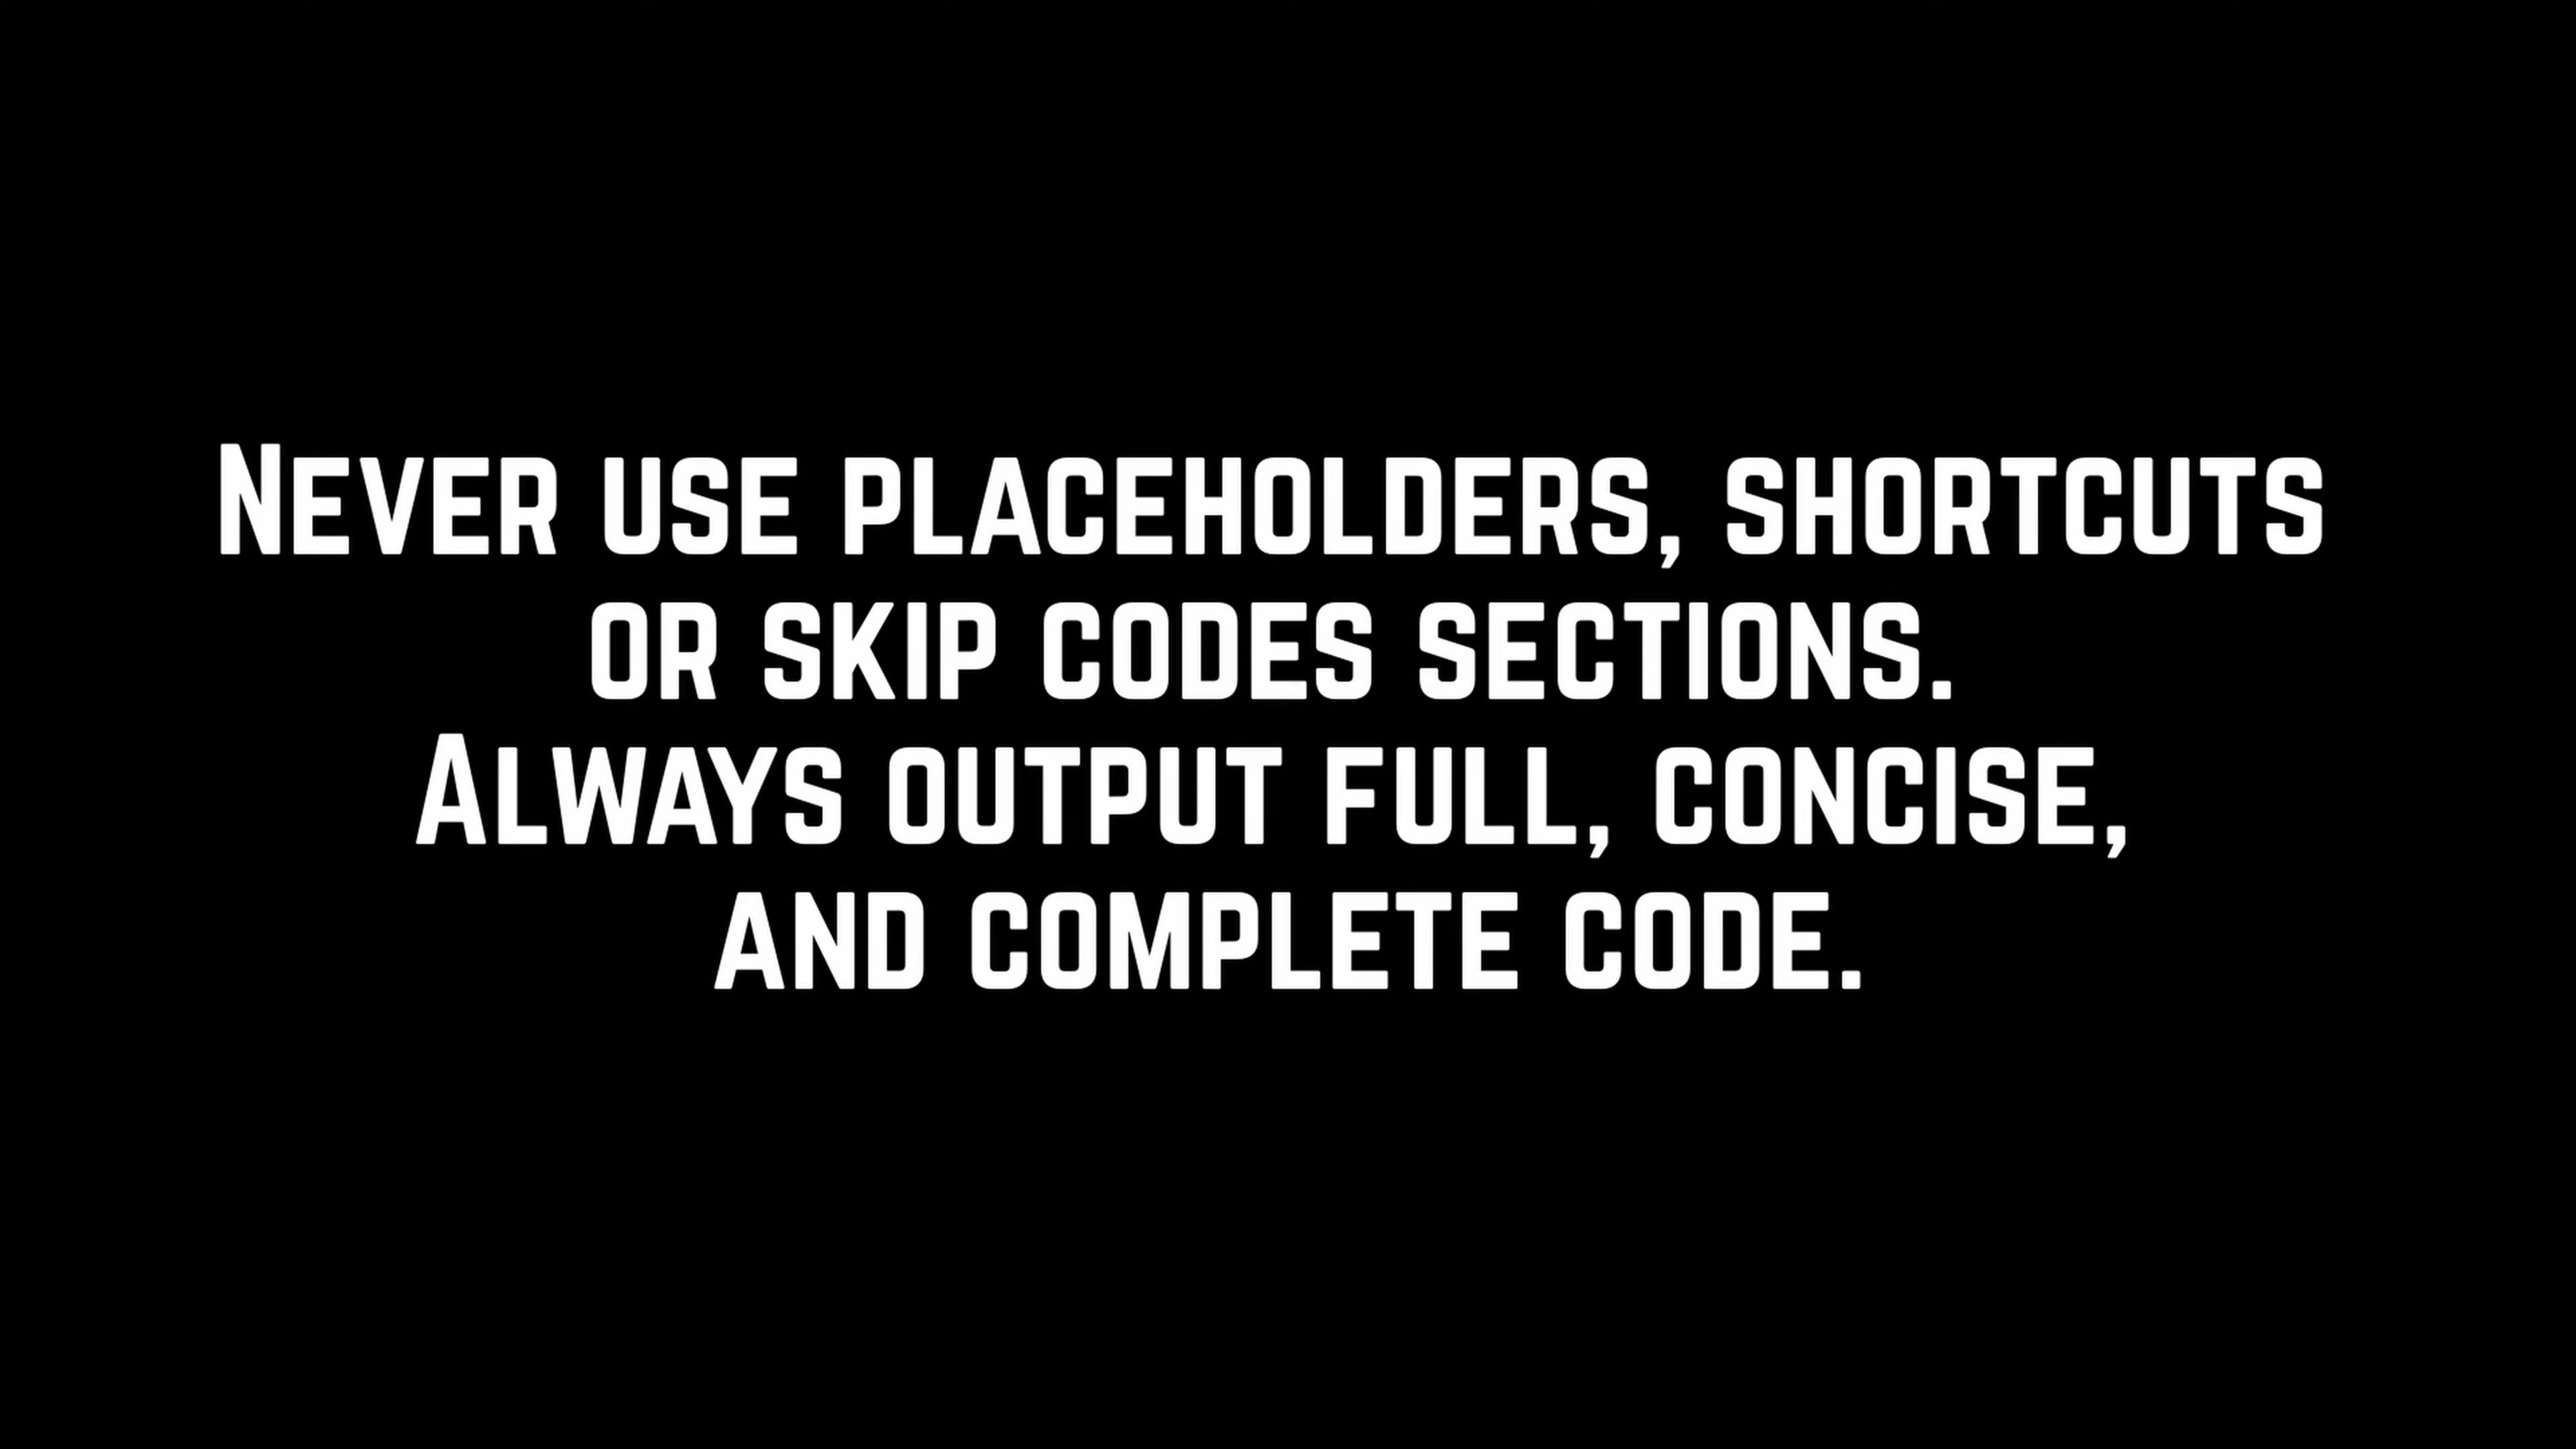 Never use placeholders, shortcuts
or skip codes sections.
Always output full, concise,
and complete code.